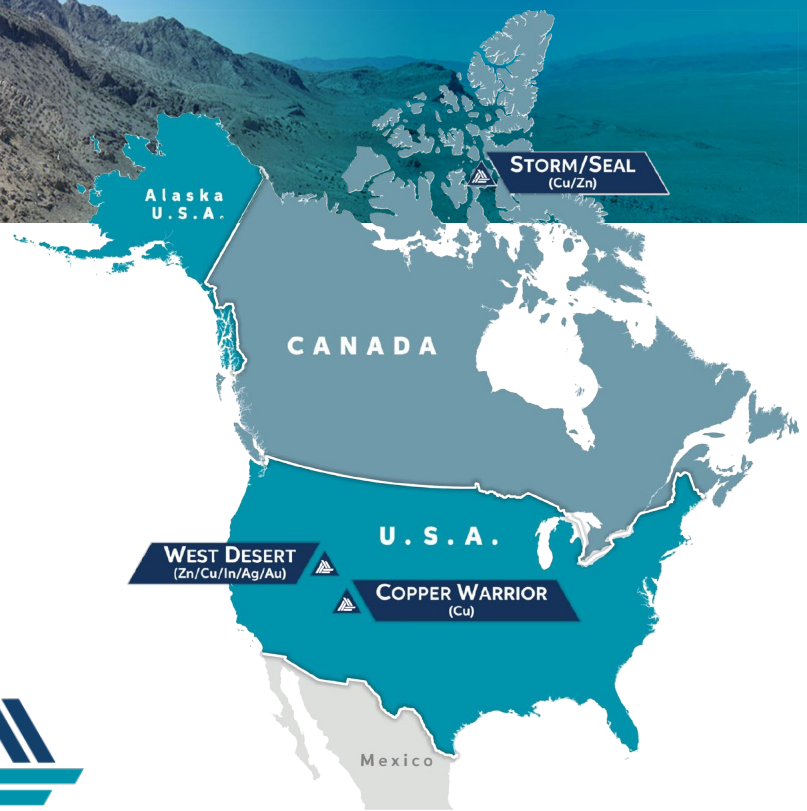 STORM/SEAL
(Cu/Zn)
Alaska
U.S.A.
CANADA
U.S.A.
WEST DESERT
(Zn/Cu/In/Ag/Au)
COPPER WARRIOR
(Cu)
Mexico